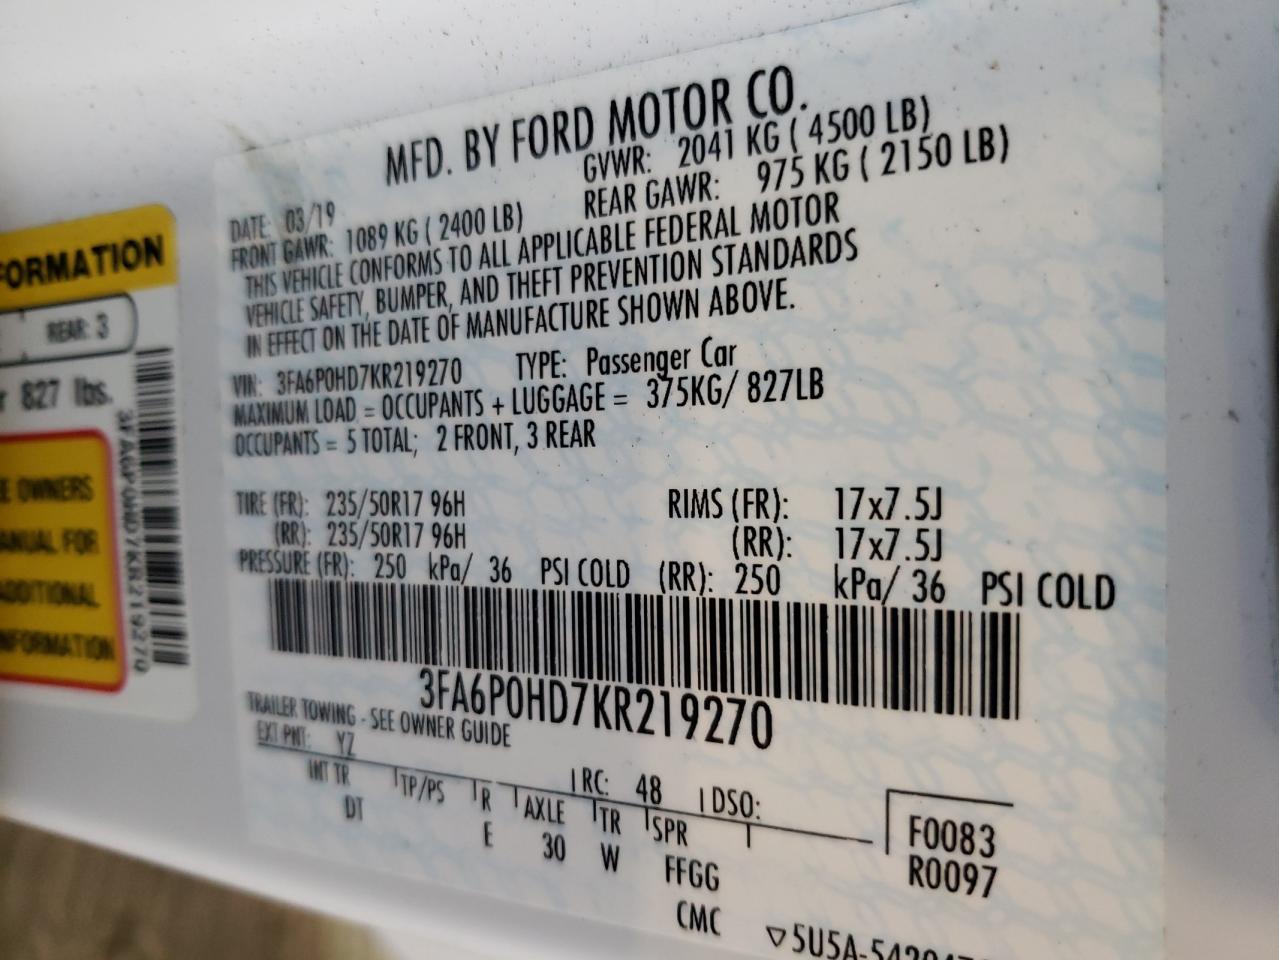 MFD. BY FORD MOTOR CO.
DATE: 03/19 GVWR: 2041 KG ( 4500 LB)
FRONT GAWR: 1089 KG ( 2400 LB) REAR GAWR: 975 KG ( 2150 LB)
THIS VEHICLE CONFORMS TO ALL APPLICABLE FEDERAL MOTOR
VEHICLE SAFETY, BUMPER, AND THEFT PREVENTION STANDARDS
IN EFFECT ON THE DATE OF MANUFACTURE SHOWN ABOVE.
VIN: 3FA6P0HD7KR219270 TYPE: Passenger Car
MAXIMUM LOAD = OCCUPANTS + LUGGAGE = 375KG/ 827LB
OCCUPANTS = 5 TOTAL; 2 FRONT, 3 REAR
TIRE (FR): 235/50R17 96H RIMS (FR): 17x7.5J
(RR): 235/50R17 96H (RR): 17x7.5J
PRESSURE (FR): 250 kPa/ 36 PSI COLD (RR): 250 kPa/ 36 PSI COLD
3FA6P0HD7KR219270
TRAILER TOWING - SEE OWNER GUIDE
EXT PNT: YZ RC: 48 DSO:
INT TR TP/PS R AXLE TR SPR
DT E 30 W FFGG
CMC
F0083
R0097
▽5U5A-54204
FORMATION
REAR: 3
r 827 lbs.
3FA6P0HD7KR219270
EE OWNERS
ANUAL FOR
ADDITIONAL
NFORMATION